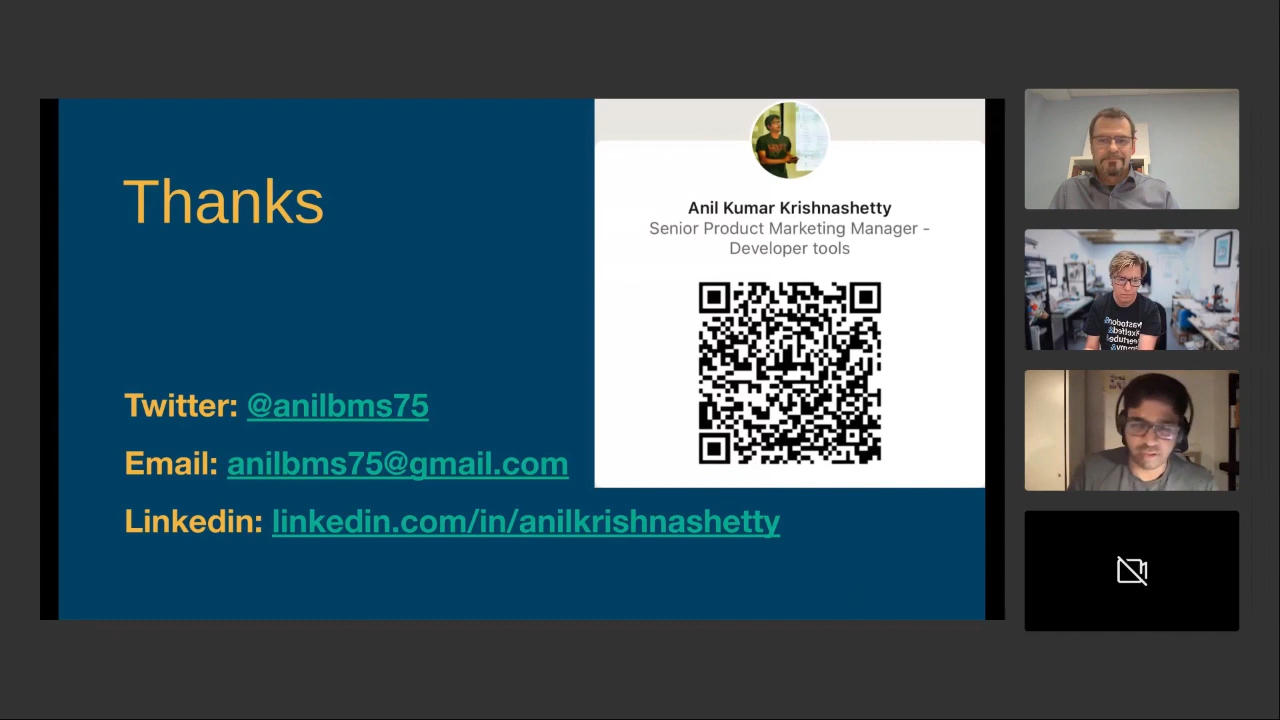 Thanks
Twitter: @anilbms75
Email: anilbms75@gmail.com
Linkedin: linkedin.com/in/anilkrishnashetty
Anil Kumar Krishnashetty
Senior Product Marketing Manager -
Developer tools